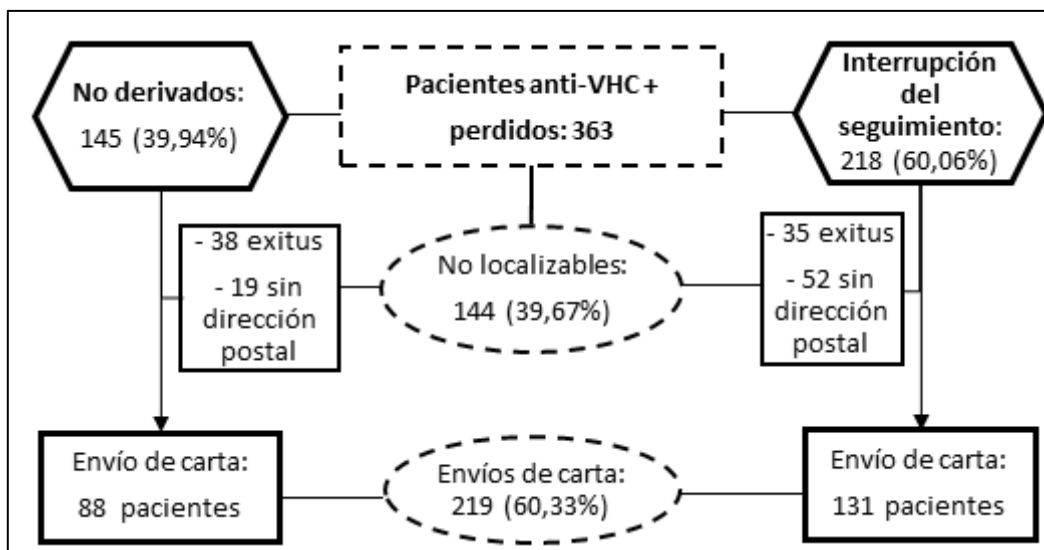 No derivados:
145 (39,94%)
Pacientes anti-VHC +
perdidos: 363
Interrupción
del
seguimiento:
218 (60,06%)
- 38 exitus
- 19 sin
dirección
postal
No localizables:
144 (39,67%)
- 35 exitus
- 52 sin
dirección
postal
Envío de carta:
88 pacientes
Envíos de carta:
219 (60,33%)
Envío de carta:
131 pacientes